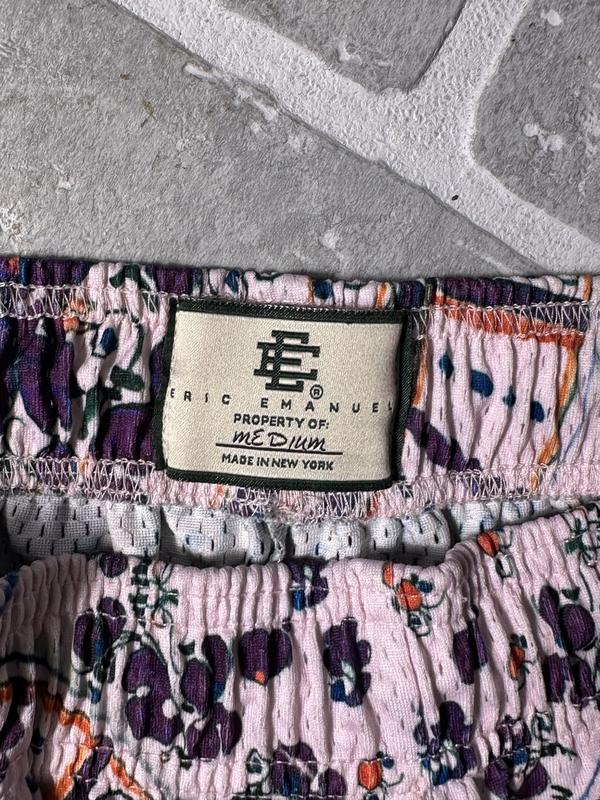 EE®
ERIC EMANUEL
PROPERTY OF:
MEDIUM
MADE IN NEW YORK